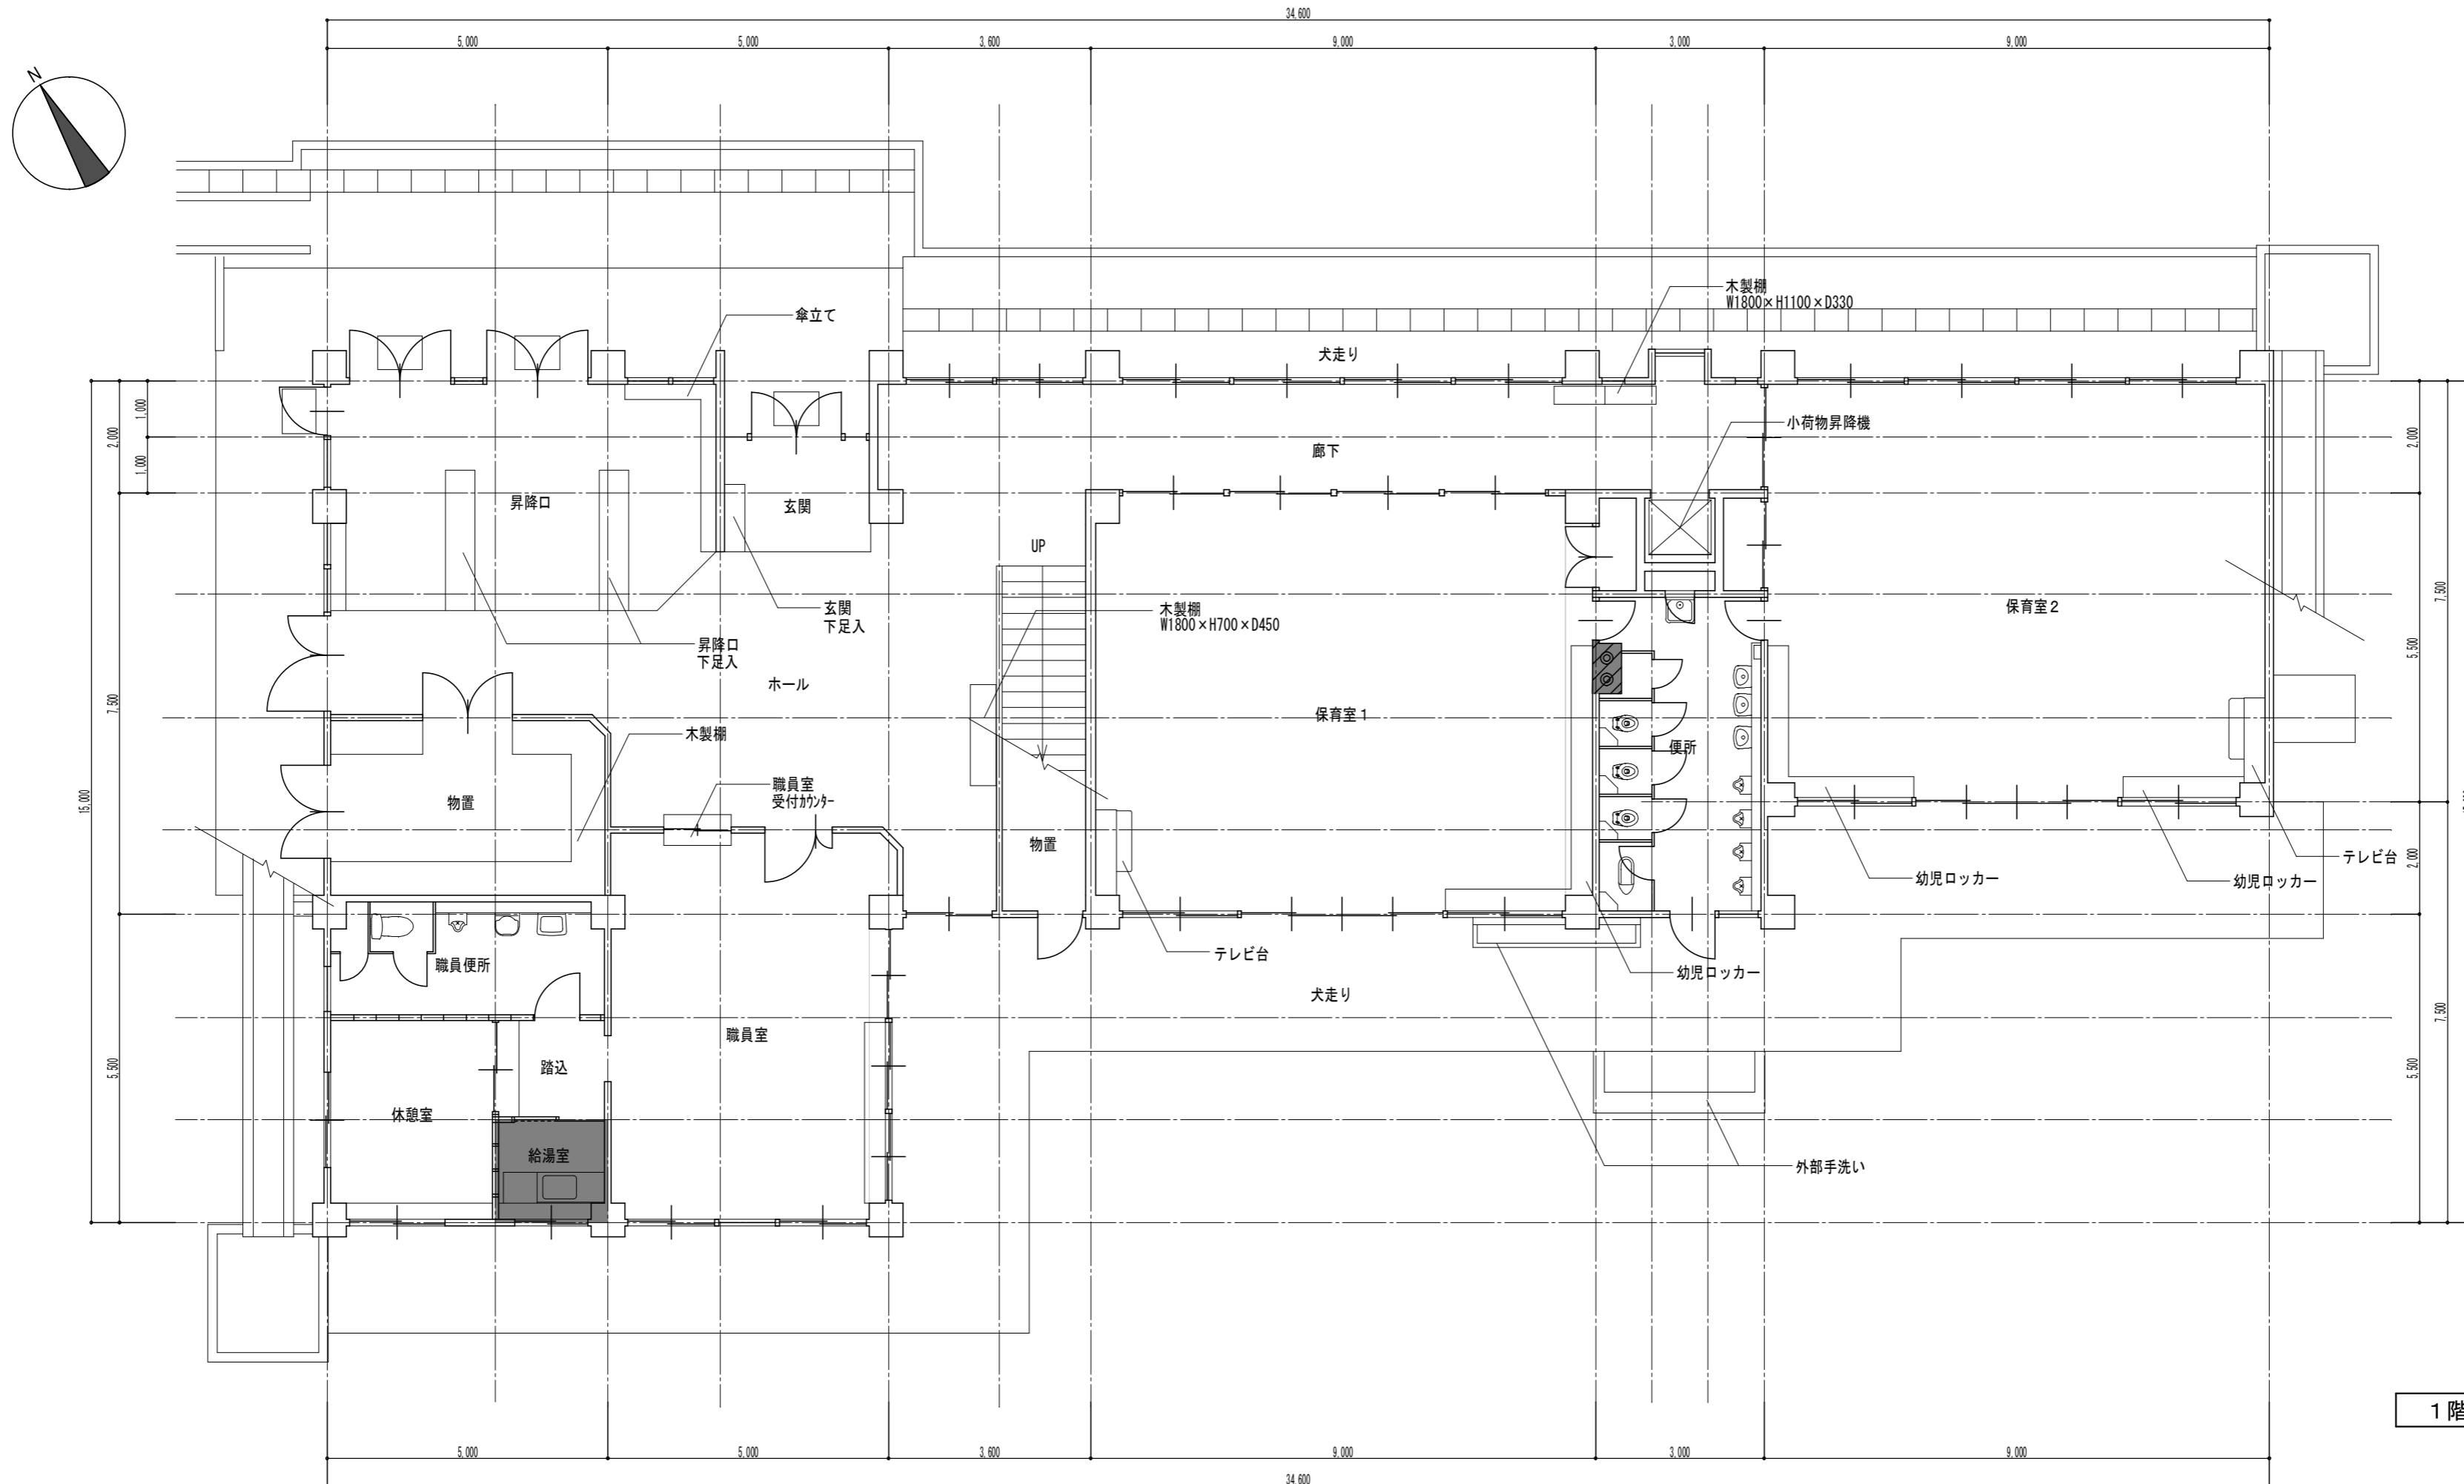 34,600
5,000
5,000
3,600
9,000
3,000
9,000
N
木製棚
W1800×H1100×D330
傘立て
犬走り
1,000
2,000
1,000
小荷物昇降機
廊下
2,000
昇降口
玄関
UP
玄関
下足入
木製棚
W1800×H700×D450
保育室2
7,500
昇降口
下足入
5,500
ホール
7,500
保育室1
木製棚
便所
職員室
受付カウンター
物置
15,000
物置
テレビ台
2,000
幼児ロッカー
幼児ロッカー
テレビ台
職員便所
幼児ロッカー
犬走り
職員室
7,500
踏込
5,500
5,500
休憩室
給湯室
外部手洗い
1階
5,000
5,000
3,600
9,000
3,000
9,000
34,600